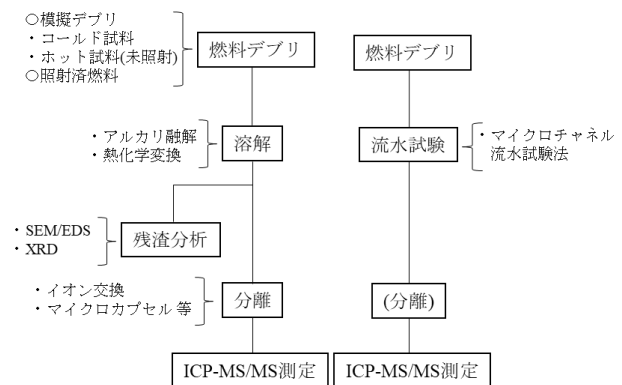 ○模擬デブリ
・コールド試料
・ホット試料(未照射)
○照射済燃料
燃料デブリ
燃料デブリ
・アルカリ融解
・熱化学変換
溶解
流水試験
・マイクロチャネル
流水試験法
・SEM/EDS
・XRD
残渣分析
・イオン交換
・マイクロカプセル 等
分離
(分離)
ICP-MS/MS測定
ICP-MS/MS測定